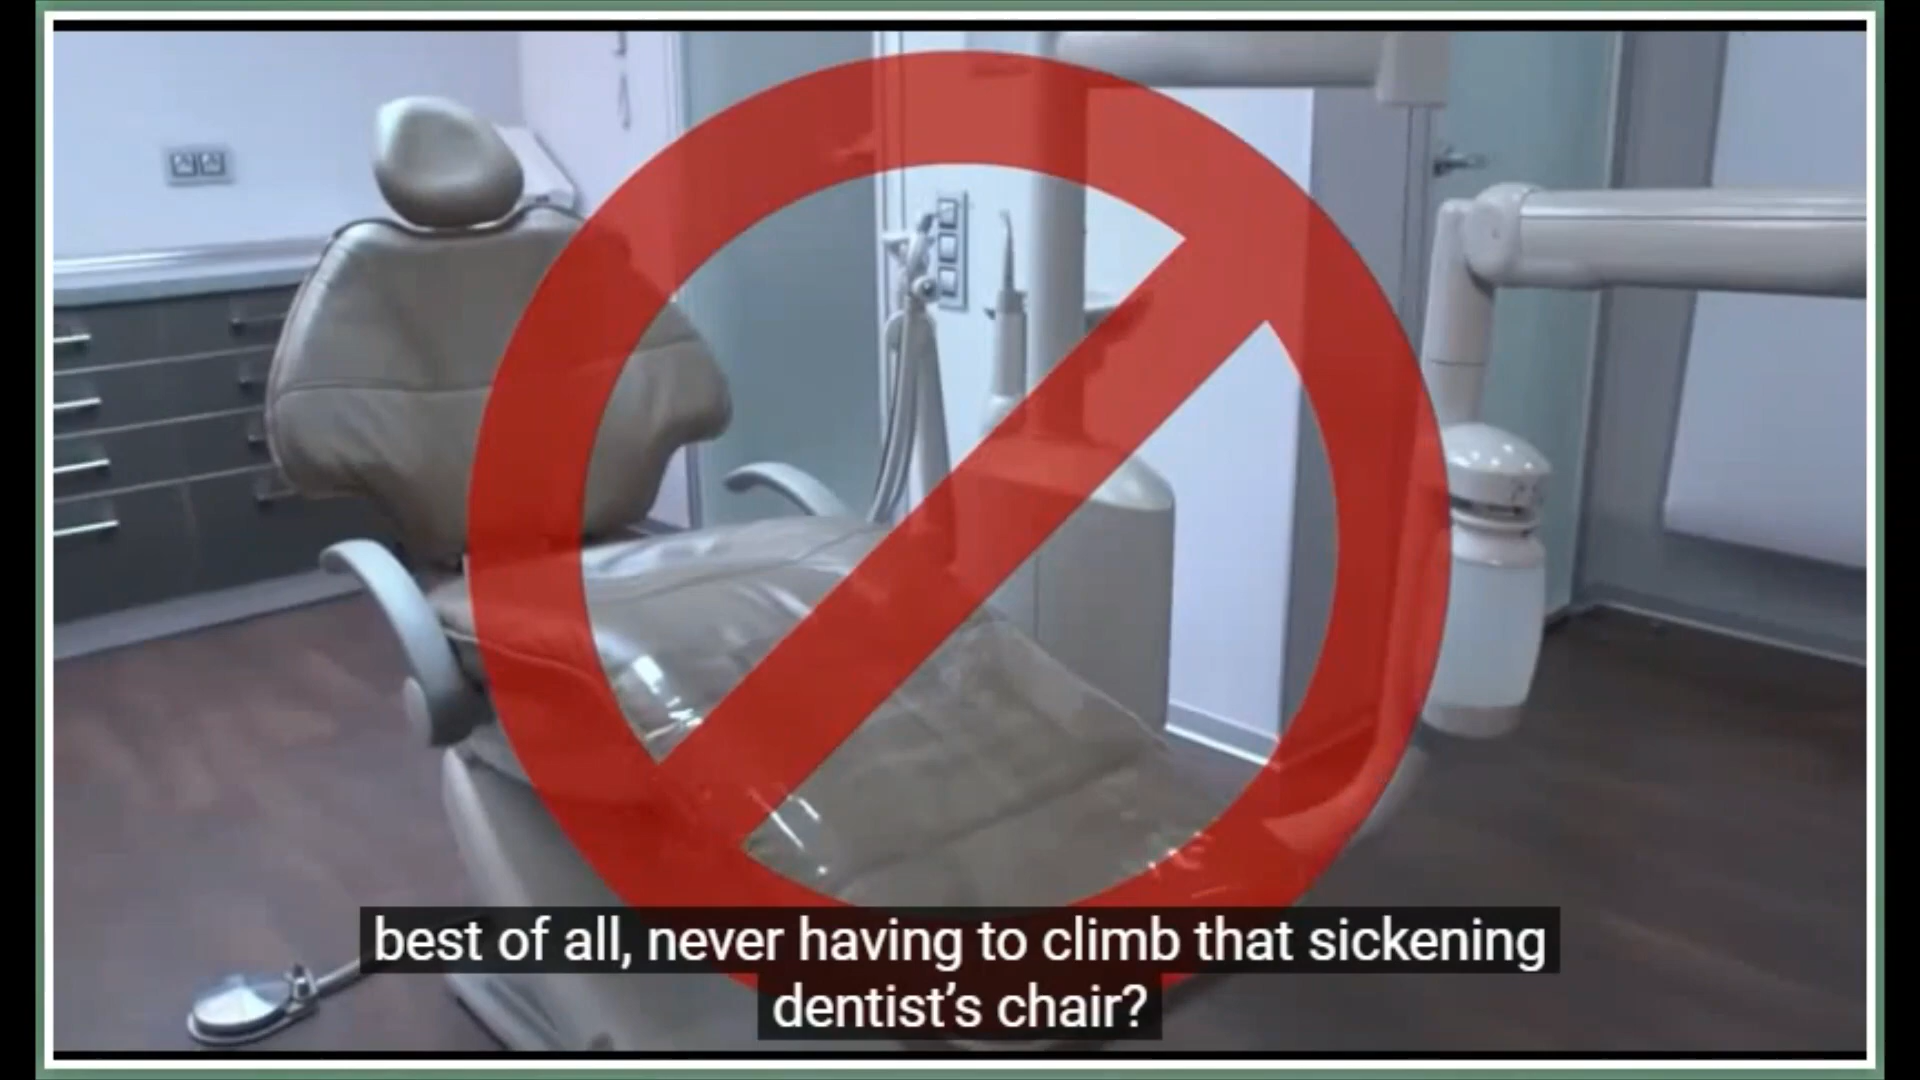 best of all, never having to climb that sickening
dentist's chair?